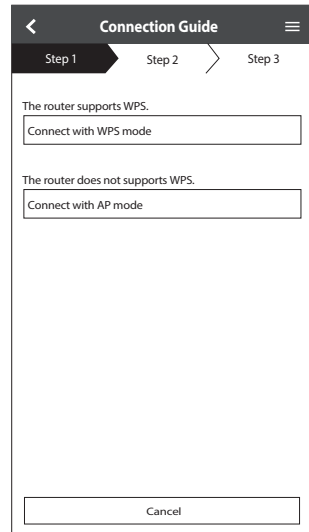 Connection Guide
Step 1 Step 2 Step 3
The router supports WPS.
Connect with WPS mode
The router does not supports WPS.
Connect with AP mode
Cancel